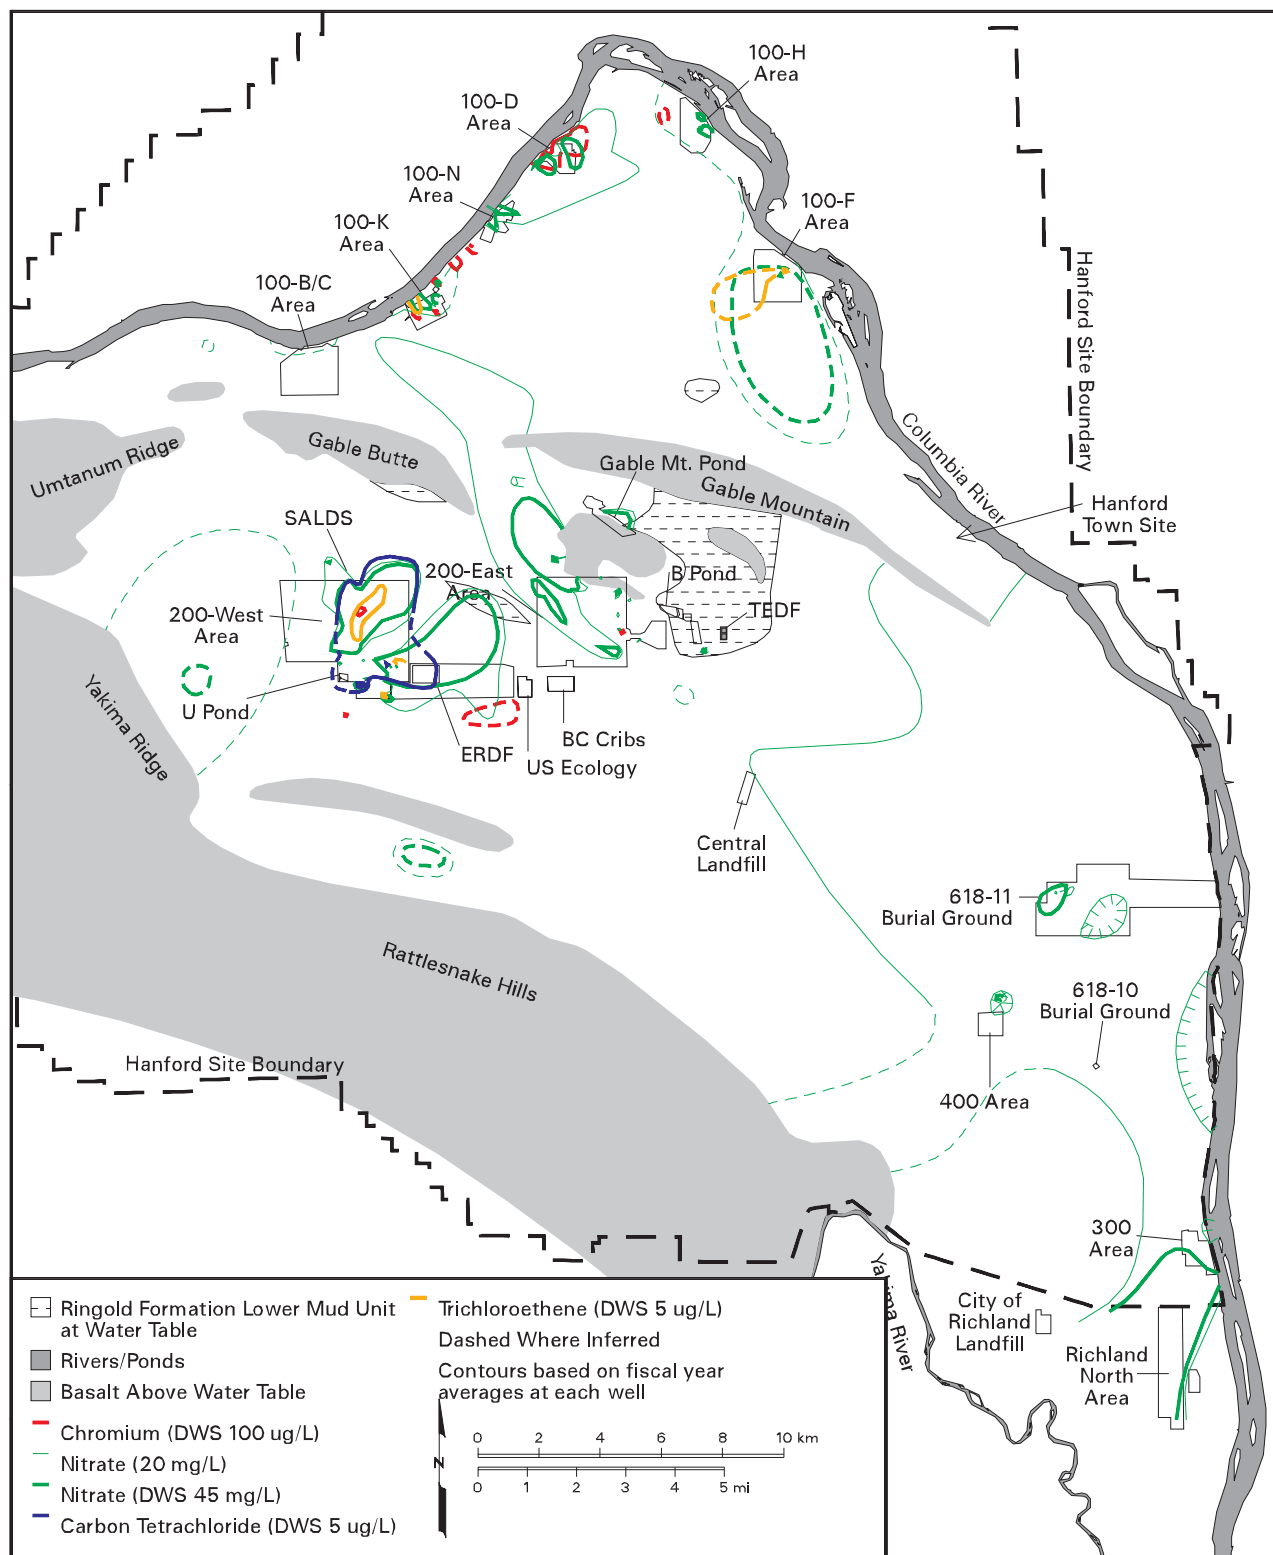 100-H
Area
100-D
Area
100-N
Area
100-K
Area
100-F
Area
100-B/C
Area
Hanford Site Boundary
Columbia River
Umtanum Ridge
Gable Butte
Gable Mt. Pond
Gable Mountain
Hanford
Town Site
SALDS
200-East
Area
B Pond
TEDF
200-West
Area
Yakima Ridge
U Pond
ERDF
BC Cribs
US Ecology
Central
Landfill
618-11
Burial Ground
Rattlesnake Hills
618-10
Burial Ground
Hanford Site Boundary
400 Area
300
Area
Yakima River
City of
Richland
Landfill
Richland
North
Area
Ringold Formation Lower Mud Unit
at Water Table
Rivers/Ponds
Basalt Above Water Table
Chromium (DWS 100 ug/L)
Nitrate (20 mg/L)
Nitrate (DWS 45 mg/L)
Carbon Tetrachloride (DWS 5 ug/L)
Trichloroethene (DWS 5 ug/L)
Dashed Where Inferred
Contours based on fiscal year
averages at each well
N
0 2 4 6 8 10 km
0 1 2 3 4 5 mi